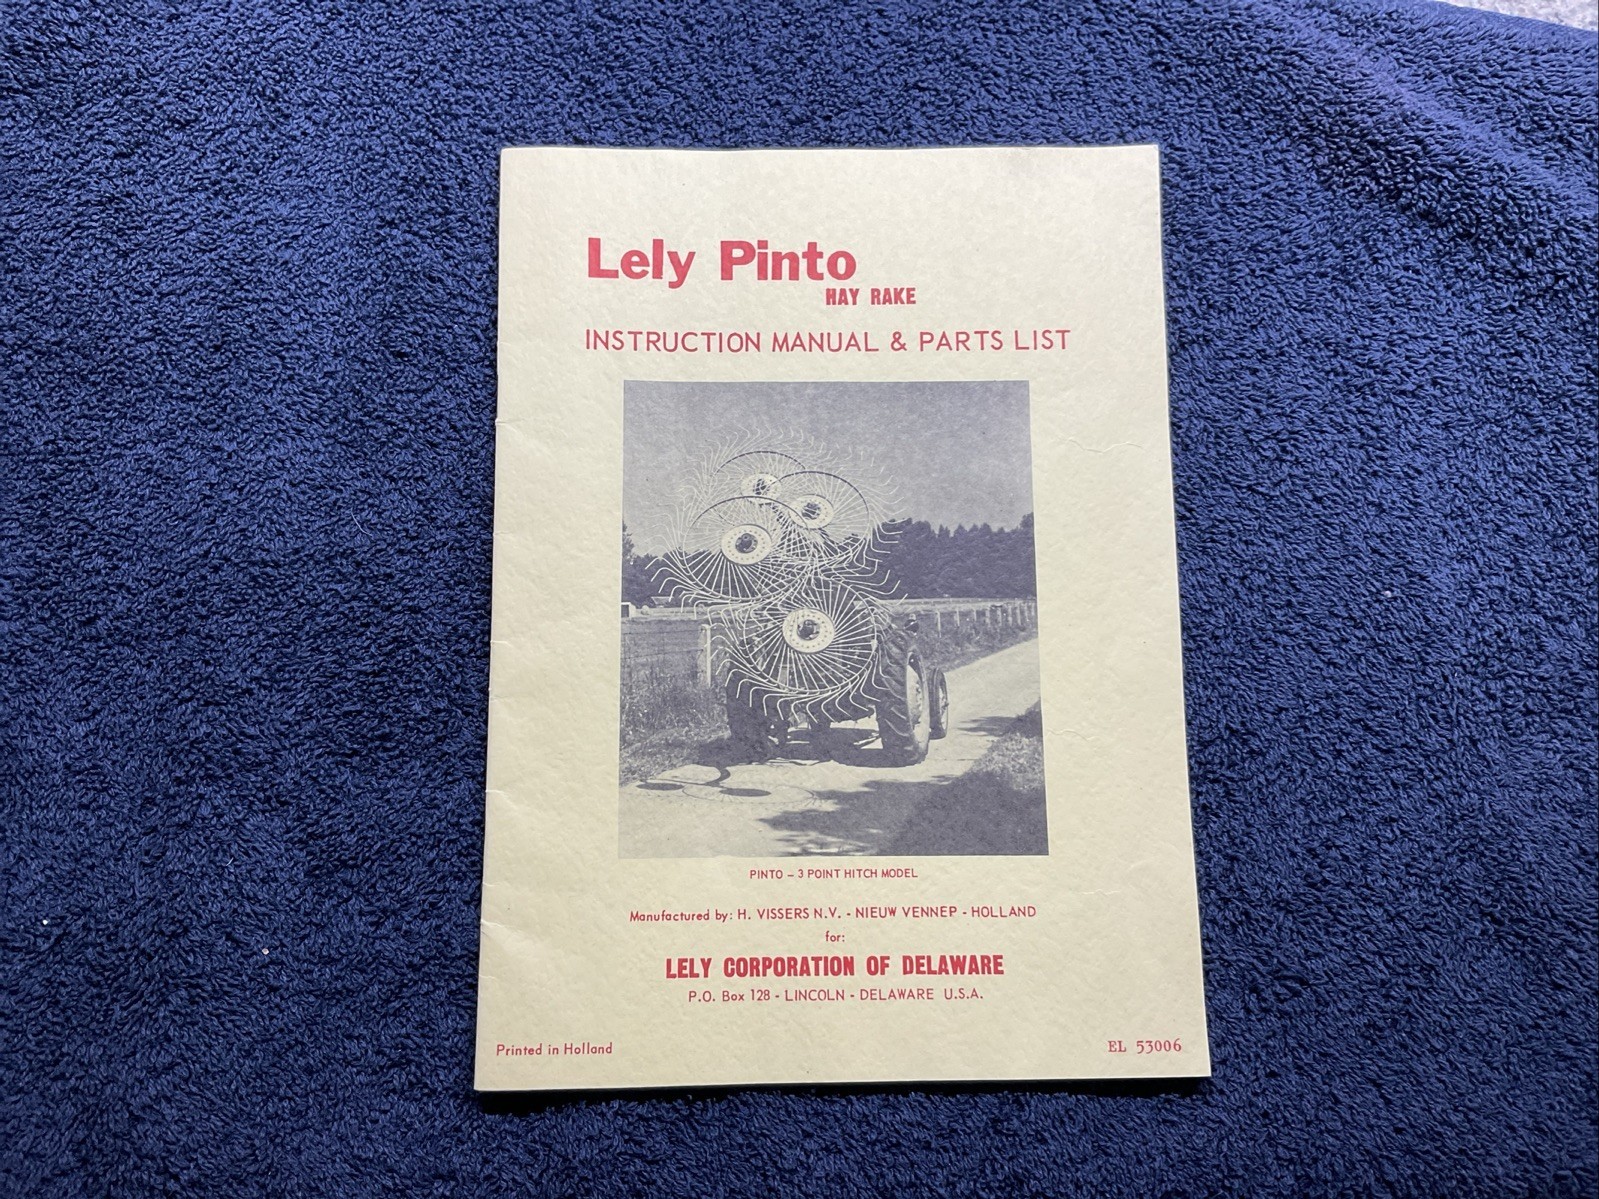 Lely Pinto
HAY RAKE
INSTRUCTION MANUAL & PARTS LIST
PINTO - 3 POINT HITCH MODEL
Manufactured by: H. VISSERS N.V. - NIEUW VENNEP - HOLLAND
for:
LELY CORPORATION OF DELAWARE
P.O. Box 128 - LINCOLN - DELAWARE U.S.A.
Printed in Holland
EL 53006